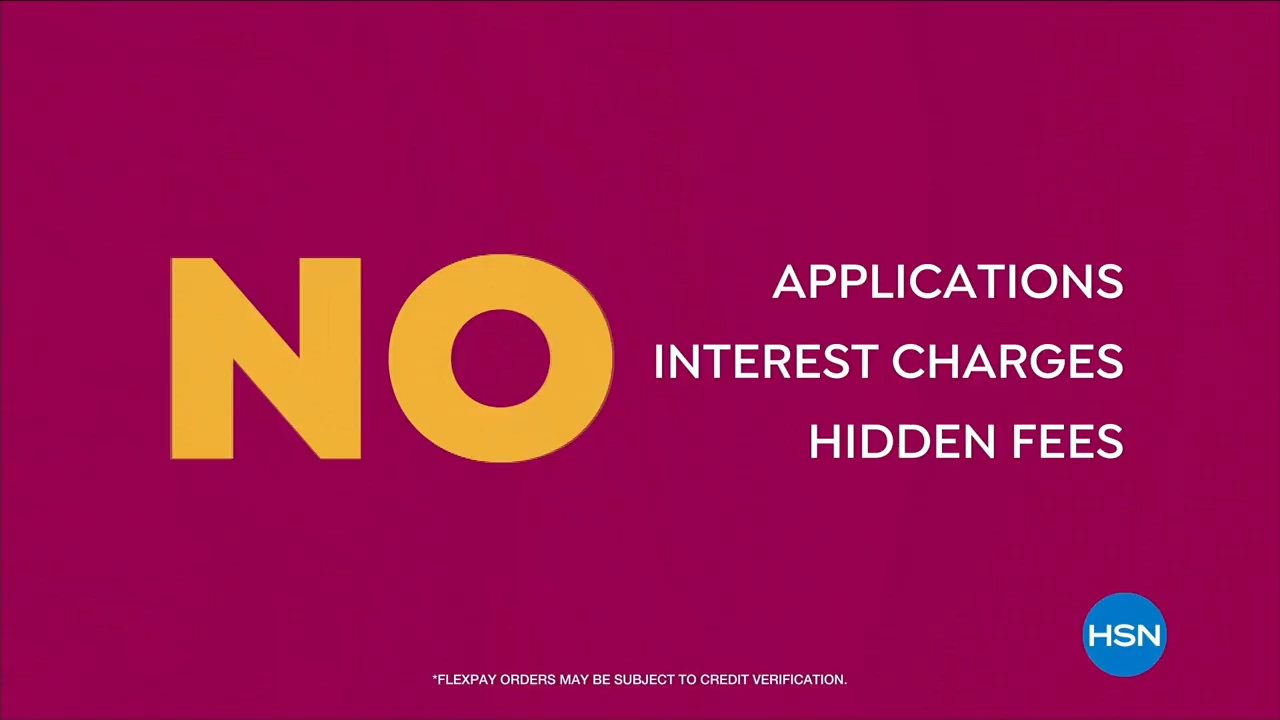 NO
APPLICATIONS
INTEREST CHARGES
HIDDEN FEES
HSN
*FLEXPAY ORDERS MAY BE SUBJECT TO CREDIT VERIFICATION.